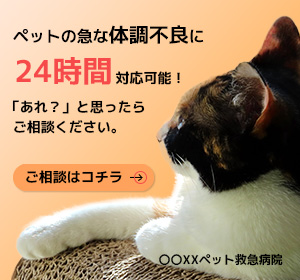 ペットの急な体調不良に
24時間対応可能！
「あれ？」と思ったら
ご相談ください。
ご相談はコチラ →
〇〇XXペット救急病院